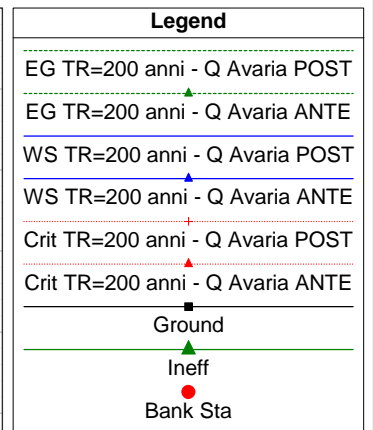 Legend
EG TR=200 anni - Q Avaria POST
EG TR=200 anni - Q Avaria ANTE
WS TR=200 anni - Q Avaria POST
WS TR=200 anni - Q Avaria ANTE
Crit TR=200 anni - Q Avaria POST
Crit TR=200 anni - Q Avaria ANTE
Ground
Ineff
Bank Sta